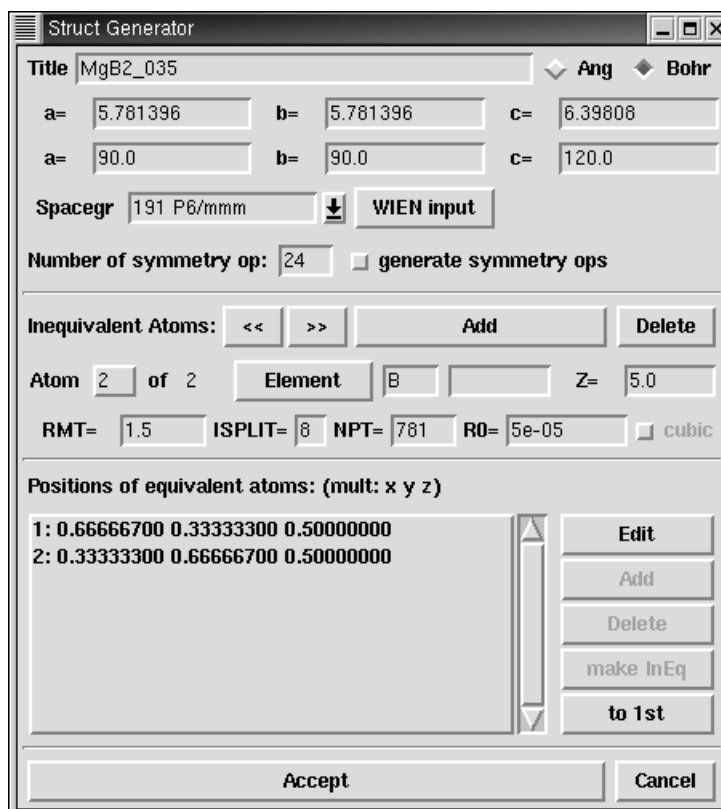 Struct Generator
Title MgB2_035 Ang Bohr
a= 5.781396 b= 5.781396 c= 6.39808
a= 90.0 b= 90.0 c= 120.0
Spacegr 191 P6/mmm WIEN input
Number of symmetry op: 24 generate symmetry ops
Inequivalent Atoms: << >> Add Delete
Atom 2 of 2 Element B Z= 5.0
RMT= 1.5 ISPLIT= 8 NPT= 781 R0= 5e-05 cubic
Positions of equivalent atoms: (mult: x y z)
1: 0.66666700 0.33333300 0.50000000
2: 0.33333300 0.66666700 0.50000000
Edit
Add
Delete
make InEq
to 1st
Accept Cancel